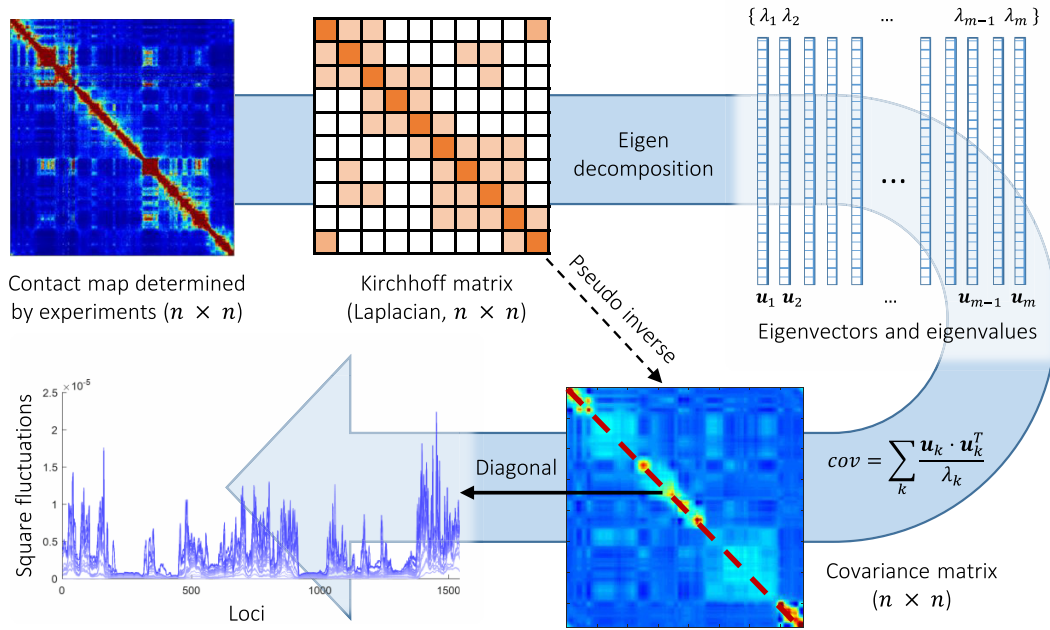 { λ₁ λ₂ ... λₘ₋₁ λₘ }
Eigen
decomposition
...
Contact map determined
by experiments (n × n)
Kirchhoff matrix
(Laplacian, n × n)
Pseudo inverse
u₁ u₂ ... uₘ₋₁ uₘ
Eigenvectors and eigenvalues
×10⁻⁵
2.5
2
1.5
1
0.5
0
Square fluctuations
0 500 1000 1500
Loci
Diagonal
cov = ∑ₖ uₖ · uₖᵀ / λₖ
Covariance matrix
(n × n)